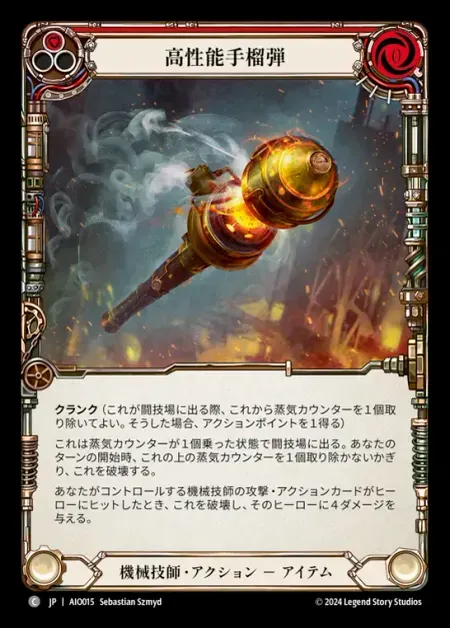 高性能手榴弾
0
クランク（これが闘技場に出る際、これから蒸気カウンターを１個取
り除いてよい。そうした場合、アクションポイントを１得る）
これは蒸気カウンターが１個乗った状態で闘技場に出る。あなたの
ターンの開始時、これの上の蒸気カウンターを１個取り除かないかぎ
り、これを破壊する。
あなたがコントロールする機械技師の攻撃・アクションカードがヒー
ローにヒットしたとき、これを破壊し、そのヒーローに４ダメージを
与える。
機械技師・アクション － アイテム
C JP | AIO015 Sebastian Szmyd
© 2024 Legend Story Studios